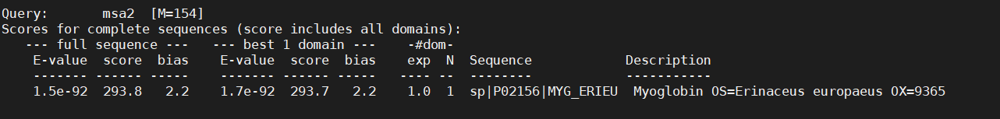 Query:       msa2  [M=154]
Scores for complete sequences (score includes all domains):
   --- full sequence ---   --- best 1 domain ---    -#dom-
    E-value  score  bias    E-value  score  bias    exp  N  Sequence            Description
    ------- ------ -----    ------- ------ -----   ---- --  --------            -----------
    1.5e-92  293.8   2.2    1.7e-92  293.7   2.2    1.0  1  sp|P02156|MYG_ERIEU  Myoglobin OS=Erinaceus europaeus OX=9365